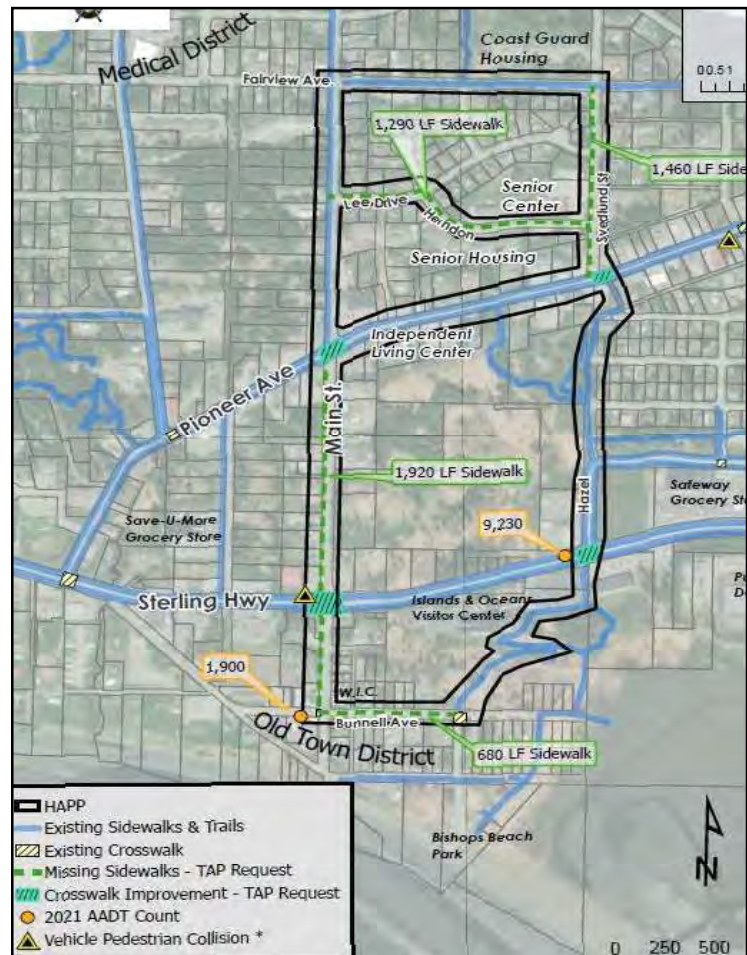 Medical District
Coast Guard
Housing
00.51
Fairview Ave.
1,290 LF Sidewalk
1,460 LF Side
Senior
Center
Svedlund St
Lee Drive
Herndon
Senior Housing
Independent
Living Center
Pioneer Ave
Main St.
1,920 LF Sidewalk
Safeway
Grocery St
Hazel
Save-U-More
Grocery Store
9,230
Sterling Hwy
Islands & Oceans
Visitor Center
1,900
W.I.C.
Bunnell Ave
Old Town District
680 LF Sidewalk
Bishops Beach
Park
HAPP
Existing Sidewalks & Trails
Existing Crosswalk
Missing Sidewalks - TAP Request
Crosswalk Improvement - TAP Request
2021 AADT Count
Vehicle Pedestrian Collision *
N
0 250 500